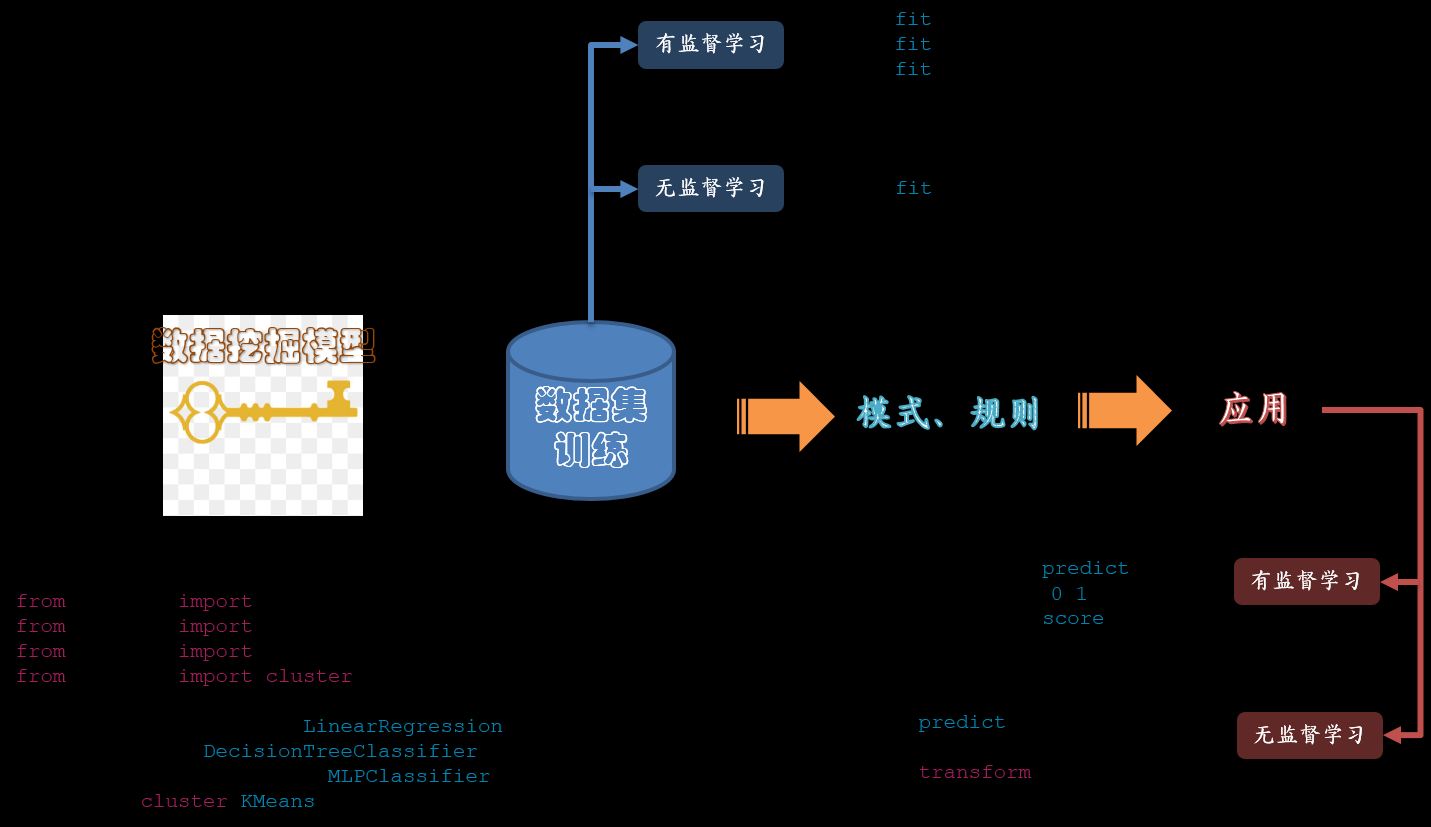 有监督学习
fit
fit
fit
无监督学习
fit
数据挖掘模型
数据集
训练
模式、规则
应用
from import
from import
from import
from import cluster
LinearRegression
DecisionTreeClassifier
MLPClassifier
cluster KMeans
predict
0 1
score
有监督学习
predict
transform
无监督学习